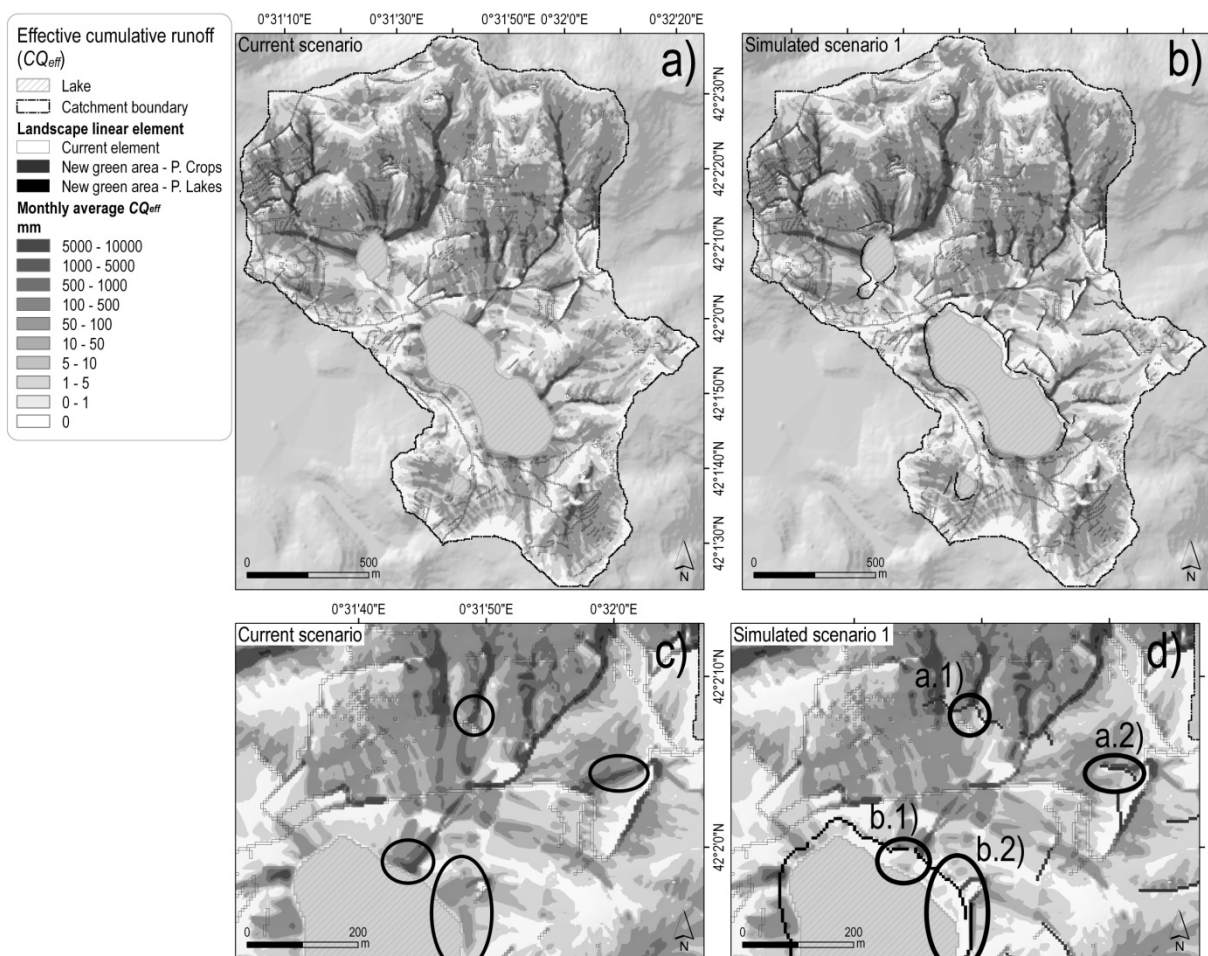 Effective cumulative runoff
(CQeff)
Lake
Catchment boundary
Landscape linear element
Current element
New green area - P. Crops
New green area - P. Lakes
Monthly average CQeff
mm
5000 - 10000
1000 - 5000
500 - 1000
100 - 500
50 - 100
10 - 50
5 - 10
1 - 5
0 - 1
0
0°31'10"E 0°31'30"E 0°31'50"E 0°32'0"E 0°32'20"E
Current scenario
a)
42°2'30"N
42°2'20"N
42°2'10"N
42°2'0"N
42°1'50"N
42°1'40"N
42°1'30"N
0 500
m
N
Simulated scenario 1
b)
0 500
m
N
0°31'40"E 0°31'50"E 0°32'0"E
Current scenario
c)
42°2'10"N
42°2'0"N
0 200
m
N
Simulated scenario 1
d)
a.1)
a.2)
b.1)
b.2)
0 200
m
N